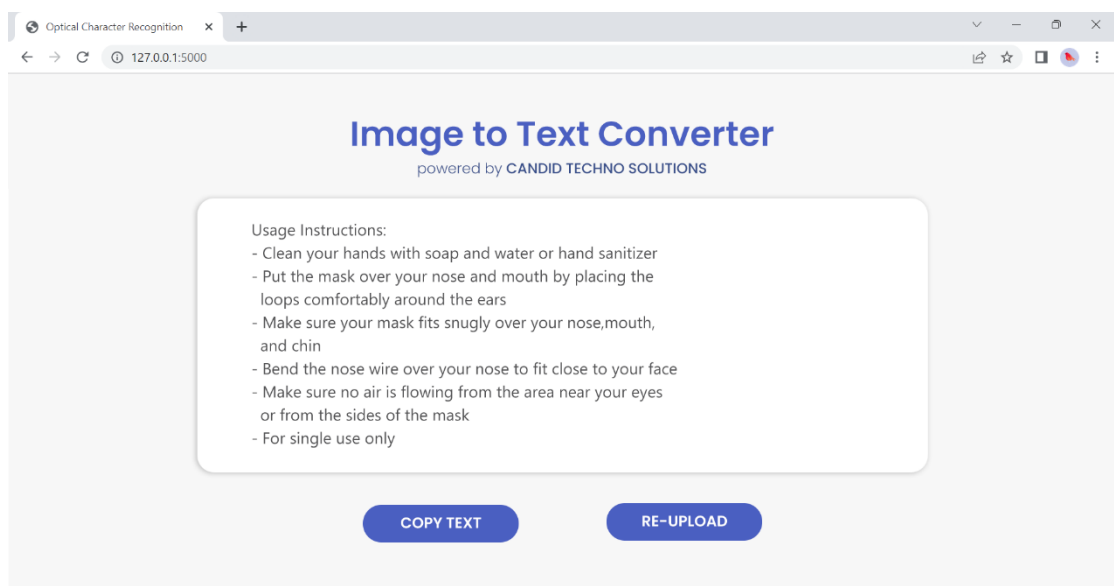 Optical Character Recognition
127.0.0.1:5000
Image to Text Converter
powered by CANDID TECHNO SOLUTIONS
Usage Instructions:
- Clean your hands with soap and water or hand sanitizer
- Put the mask over your nose and mouth by placing the
loops comfortably around the ears
- Make sure your mask fits snugly over your nose,mouth,
and chin
- Bend the nose wire over your nose to fit close to your face
- Make sure no air is flowing from the area near your eyes
or from the sides of the mask
- For single use only
COPY TEXT
RE-UPLOAD